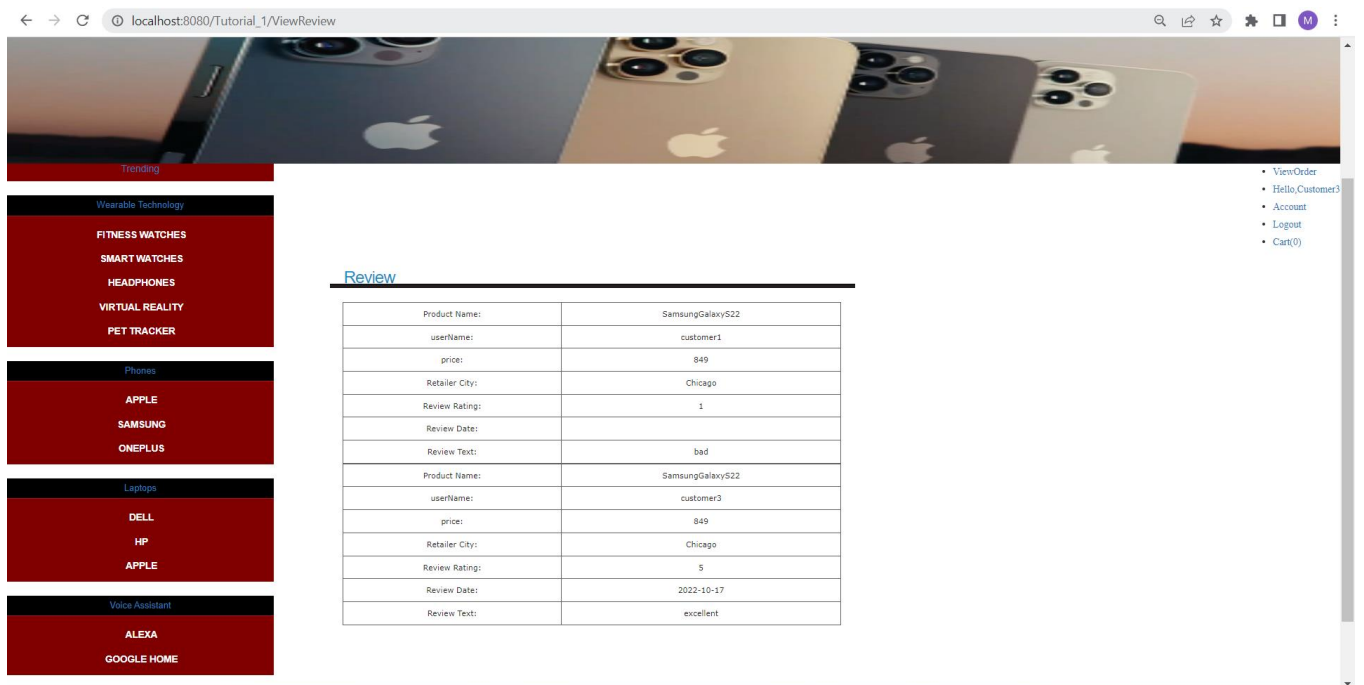 localhost:8080/Tutorial_1/ViewReview
M
Trending
Wearable Technology
FITNESS WATCHES
SMART WATCHES
HEADPHONES
VIRTUAL REALITY
PET TRACKER
Phones
APPLE
SAMSUNG
ONEPLUS
Laptops
DELL
HP
APPLE
Voice Assistant
ALEXA
GOOGLE HOME
ViewOrder
Hello,Customer3
Account
Logout
Cart(0)
Review
Product Name: SamsungGalaxyS22
userName: customer1
price: 849
Retailer City: Chicago
Review Rating: 1
Review Date:
Review Text: bad
Product Name: SamsungGalaxyS22
userName: customer3
price: 849
Retailer City: Chicago
Review Rating: 5
Review Date: 2022-10-17
Review Text: excellent